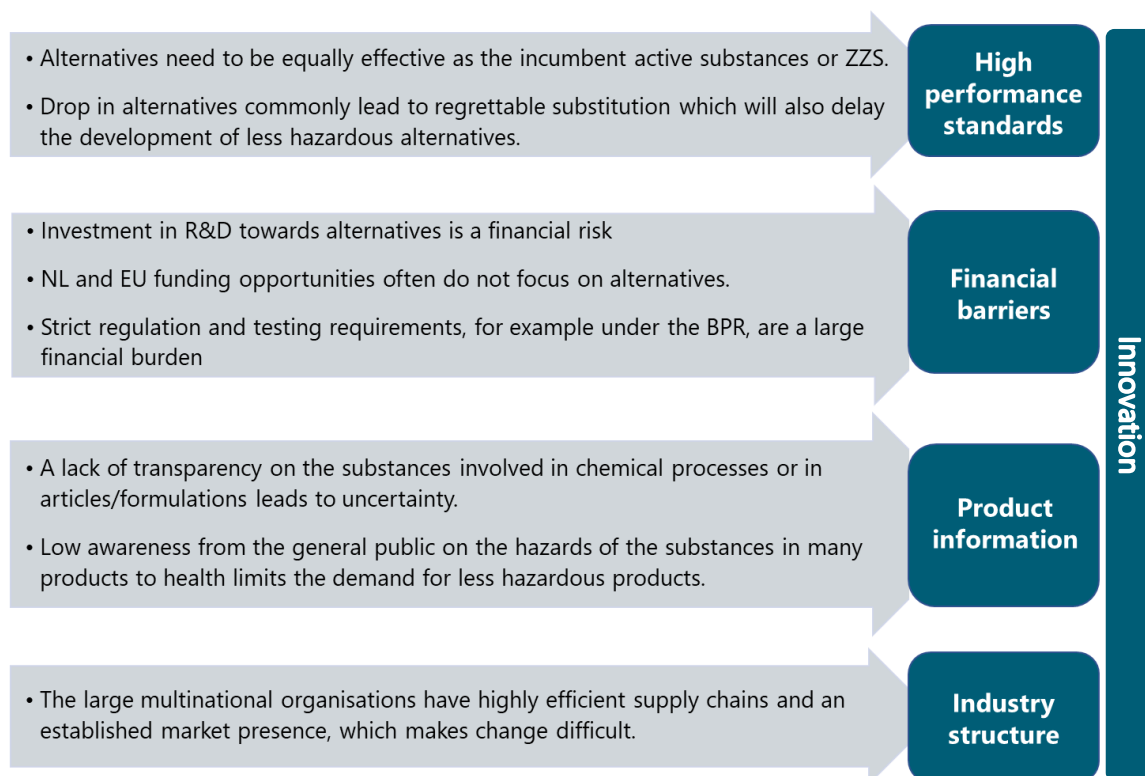 • Alternatives need to be equally effective as the incumbent active substances or ZZS.
• Drop in alternatives commonly lead to regrettable substitution which will also delay
the development of less hazardous alternatives.
High
performance
standards
• Investment in R&D towards alternatives is a financial risk
• NL and EU funding opportunities often do not focus on alternatives.
• Strict regulation and testing requirements, for example under the BPR, are a large
financial burden
Financial
barriers
• A lack of transparency on the substances involved in chemical processes or in
articles/formulations leads to uncertainty.
• Low awareness from the general public on the hazards of the substances in many
products to health limits the demand for less hazardous products.
Product
information
• The large multinational organisations have highly efficient supply chains and an
established market presence, which makes change difficult.
Industry
structure
Innovation